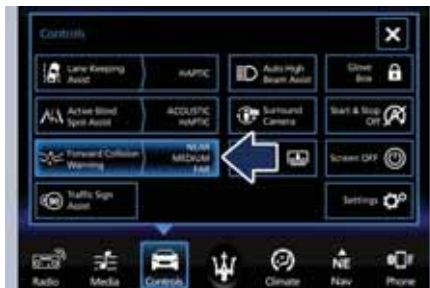 Controls
Lane Keeping
Assist
HAPTIC
Auto High
Beam Assist
Glove
Box
Active Blind
Spot Assist
ACOUSTIC
HAPTIC
Surround
Camera
Start & Stop
Off
Forward Collision
Warning
NEAR
MEDIUM
FAR
Screen OFF
Traffic Sign
Assist
Settings
Radio
Media
Controls
Climate
NE
Nav
Phone